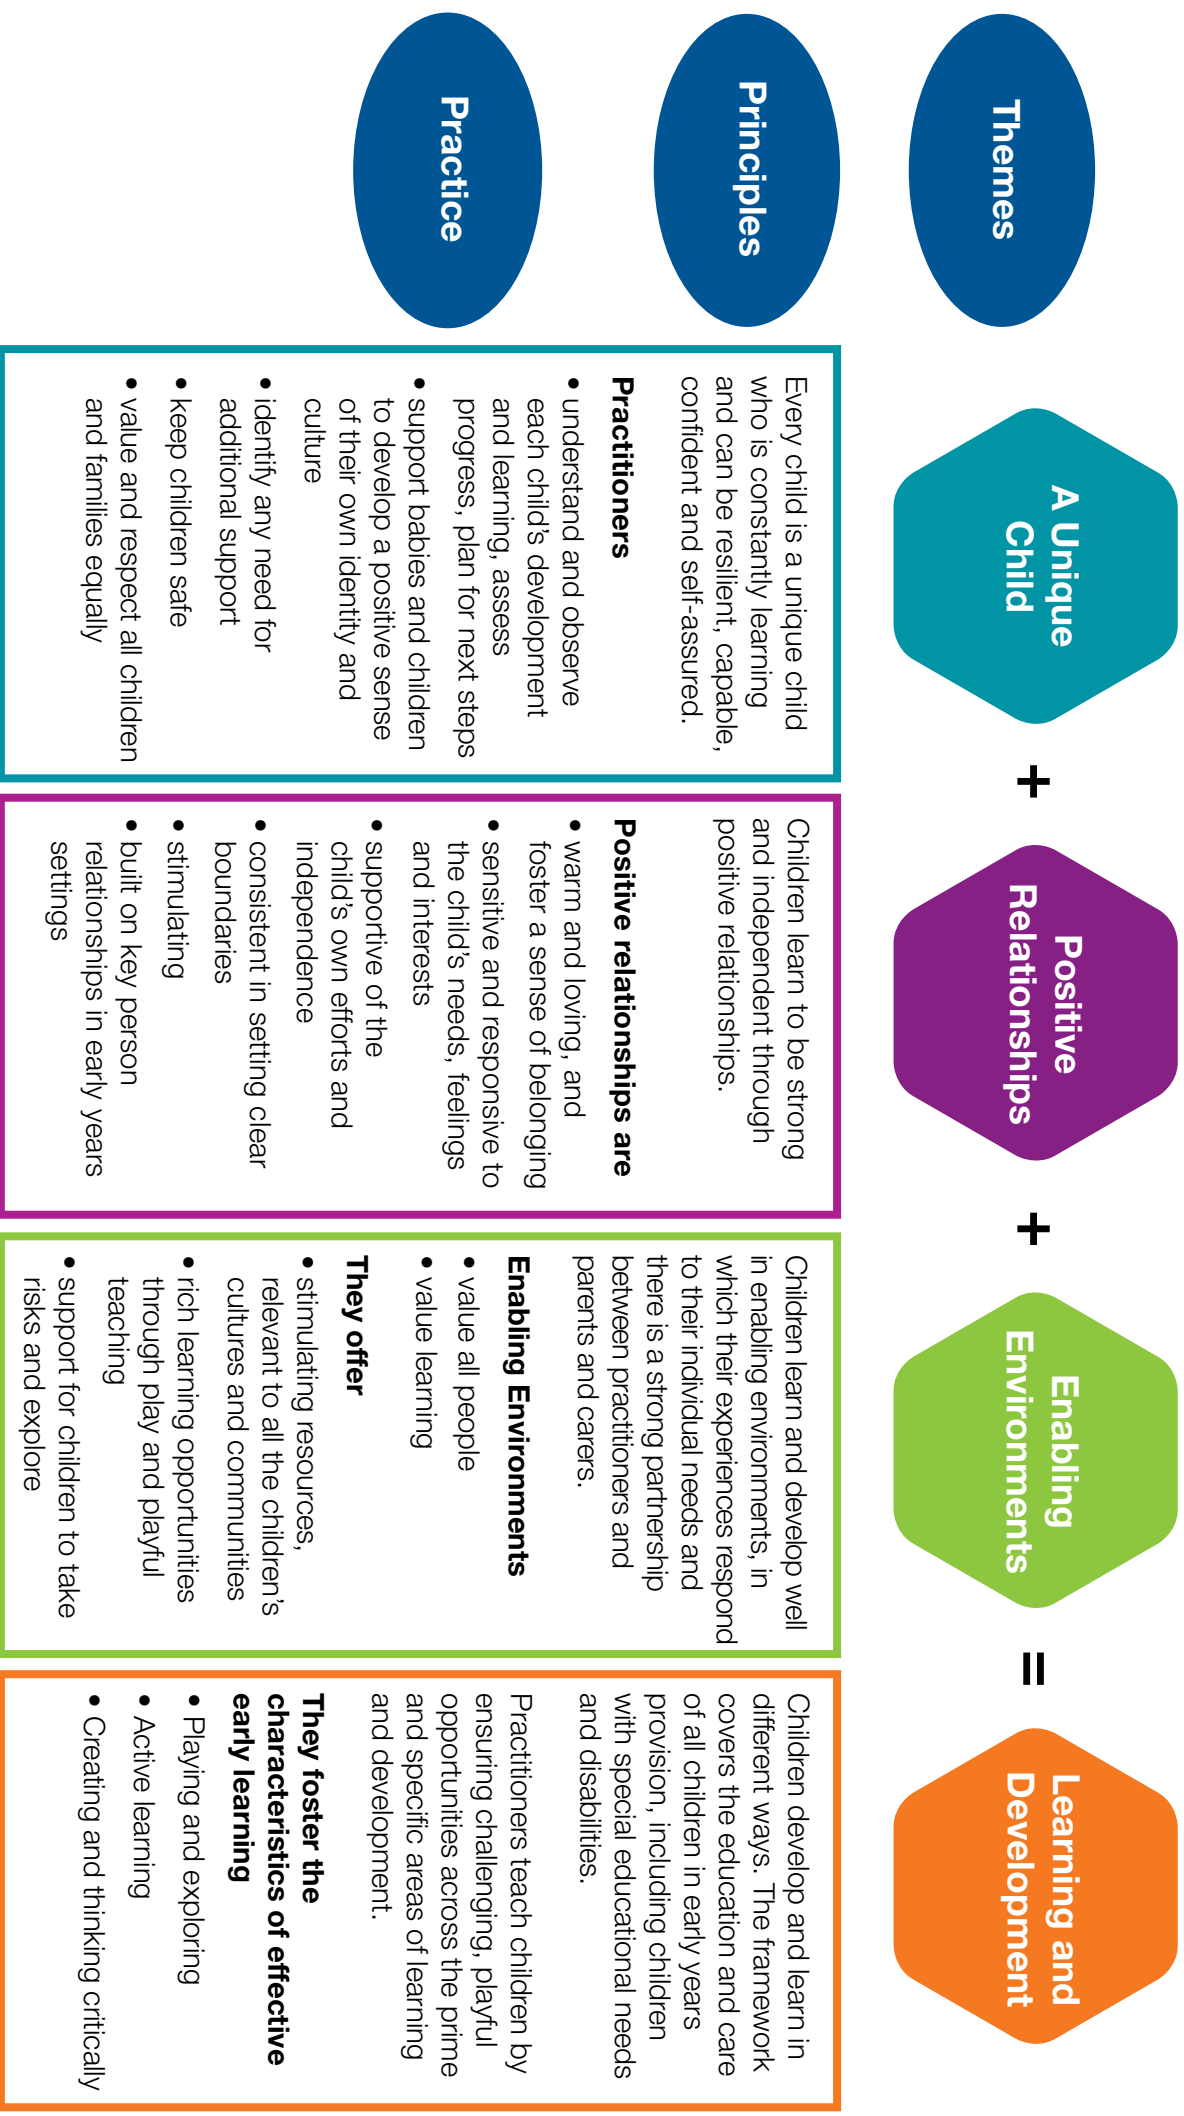 Themes
A Unique
Child
+
Positive
Relationships
+
Enabling
Environments
=
Learning and
Development
Principles
Practice
Every child is a unique child
who is constantly learning
and can be resilient, capable,
confident and self-assured.
Practitioners
• understand and observe
each child's development
and learning, assess
progress, plan for next steps
• support babies and children
to develop a positive sense
of their own identity and
culture
• identify any need for
additional support
• keep children safe
• value and respect all children
and families equally
Children learn to be strong
and independent through
positive relationships.
Positive relationships are
• warm and loving, and
foster a sense of belonging
• sensitive and responsive to
the child's needs, feelings
and interests
• supportive of the
child's own efforts and
independence
• consistent in setting clear
boundaries
• stimulating
• built on key person
relationships in early years
settings
Children learn and develop well
in enabling environments, in
which their experiences respond
to their individual needs and
there is a strong partnership
between practitioners and
parents and carers.
Enabling Environments
• value all people
• value learning
They offer
• stimulating resources,
relevant to all the children's
cultures and communities
• rich learning opportunities
through play and playful
teaching
• support for children to take
risks and explore
Children develop and learn in
different ways. The framework
covers the education and care
of all children in early years
provision, including children
with special educational needs
and disabilities.
Practitioners teach children by
ensuring challenging, playful
opportunities across the prime
and specific areas of learning
and development.
They foster the
characteristics of effective
early learning
• Playing and exploring
• Active learning
• Creating and thinking critically